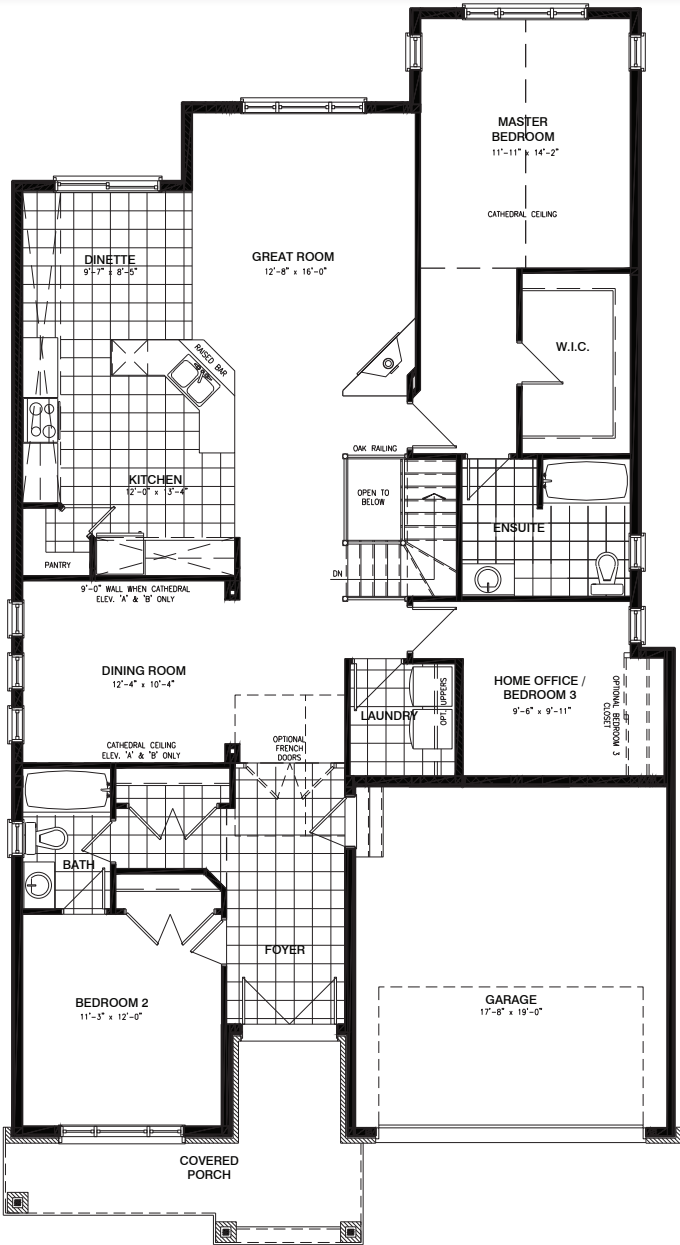 MASTER
BEDROOM
11'-11" x 14'-2"
CATHEDRAL CEILING
DINETTE
9'-7" x 8'-5"
GREAT ROOM
12'-8" x 16'-0"
W.I.C.
RAISED BAR
OAK RAILING
KITCHEN
12'-0" x 13'-4"
OPEN TO
BELOW
ENSUITE
PANTRY
DN
9'-0" WALL WHEN CATHEDRAL
ELEV. 'A' & 'B' ONLY
DINING ROOM
12'-4" x 10'-4"
HOME OFFICE /
BEDROOM 3
9'-6" x 9'-11"
OPTIONAL BEDROOM 3
CLOSET
LAUNDRY
OPT. UPPERS
CATHEDRAL CEILING
ELEV. 'A' & 'B' ONLY
OPTIONAL
FRENCH
DOORS
BATH
FOYER
BEDROOM 2
11'-3" x 12'-0"
GARAGE
17'-8" x 19'-0"
COVERED
PORCH